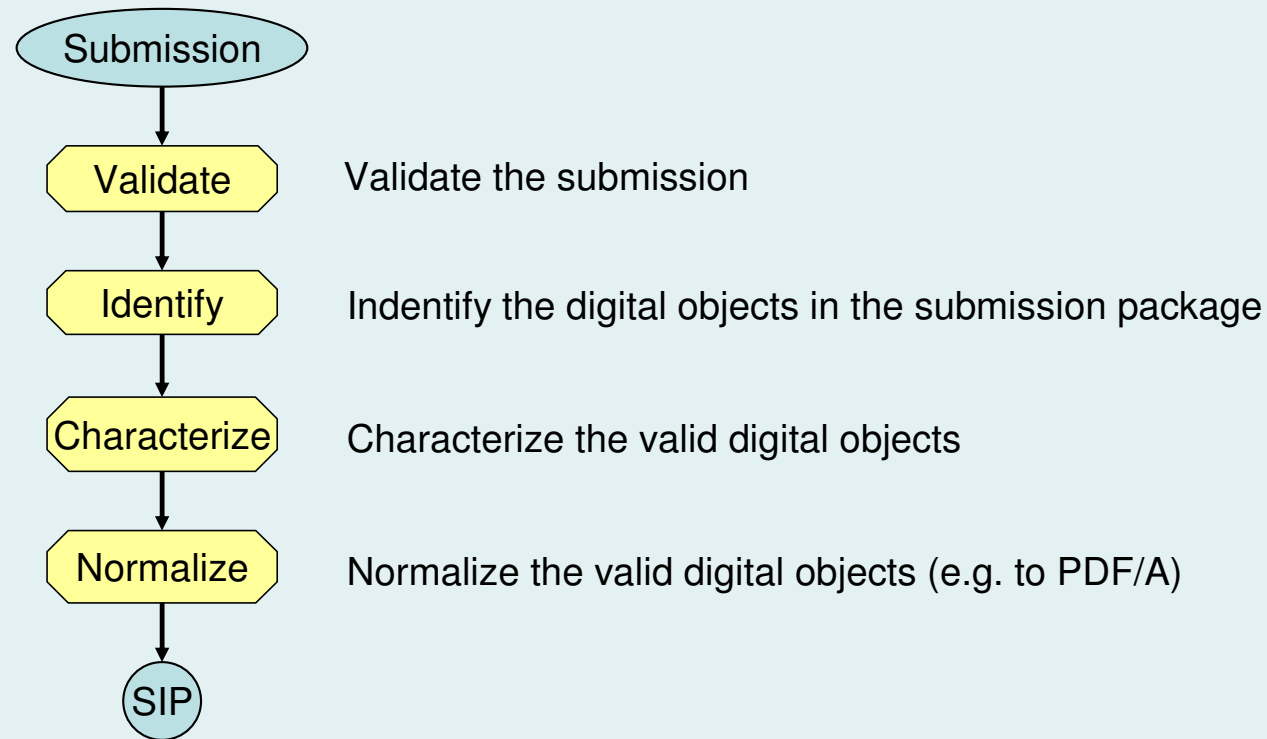 Submission
Validate
Validate the submission
Identify
Indentify the digital objects in the submission package
Characterize
Characterize the valid digital objects
Normalize
Normalize the valid digital objects (e.g. to PDF/A)
SIP